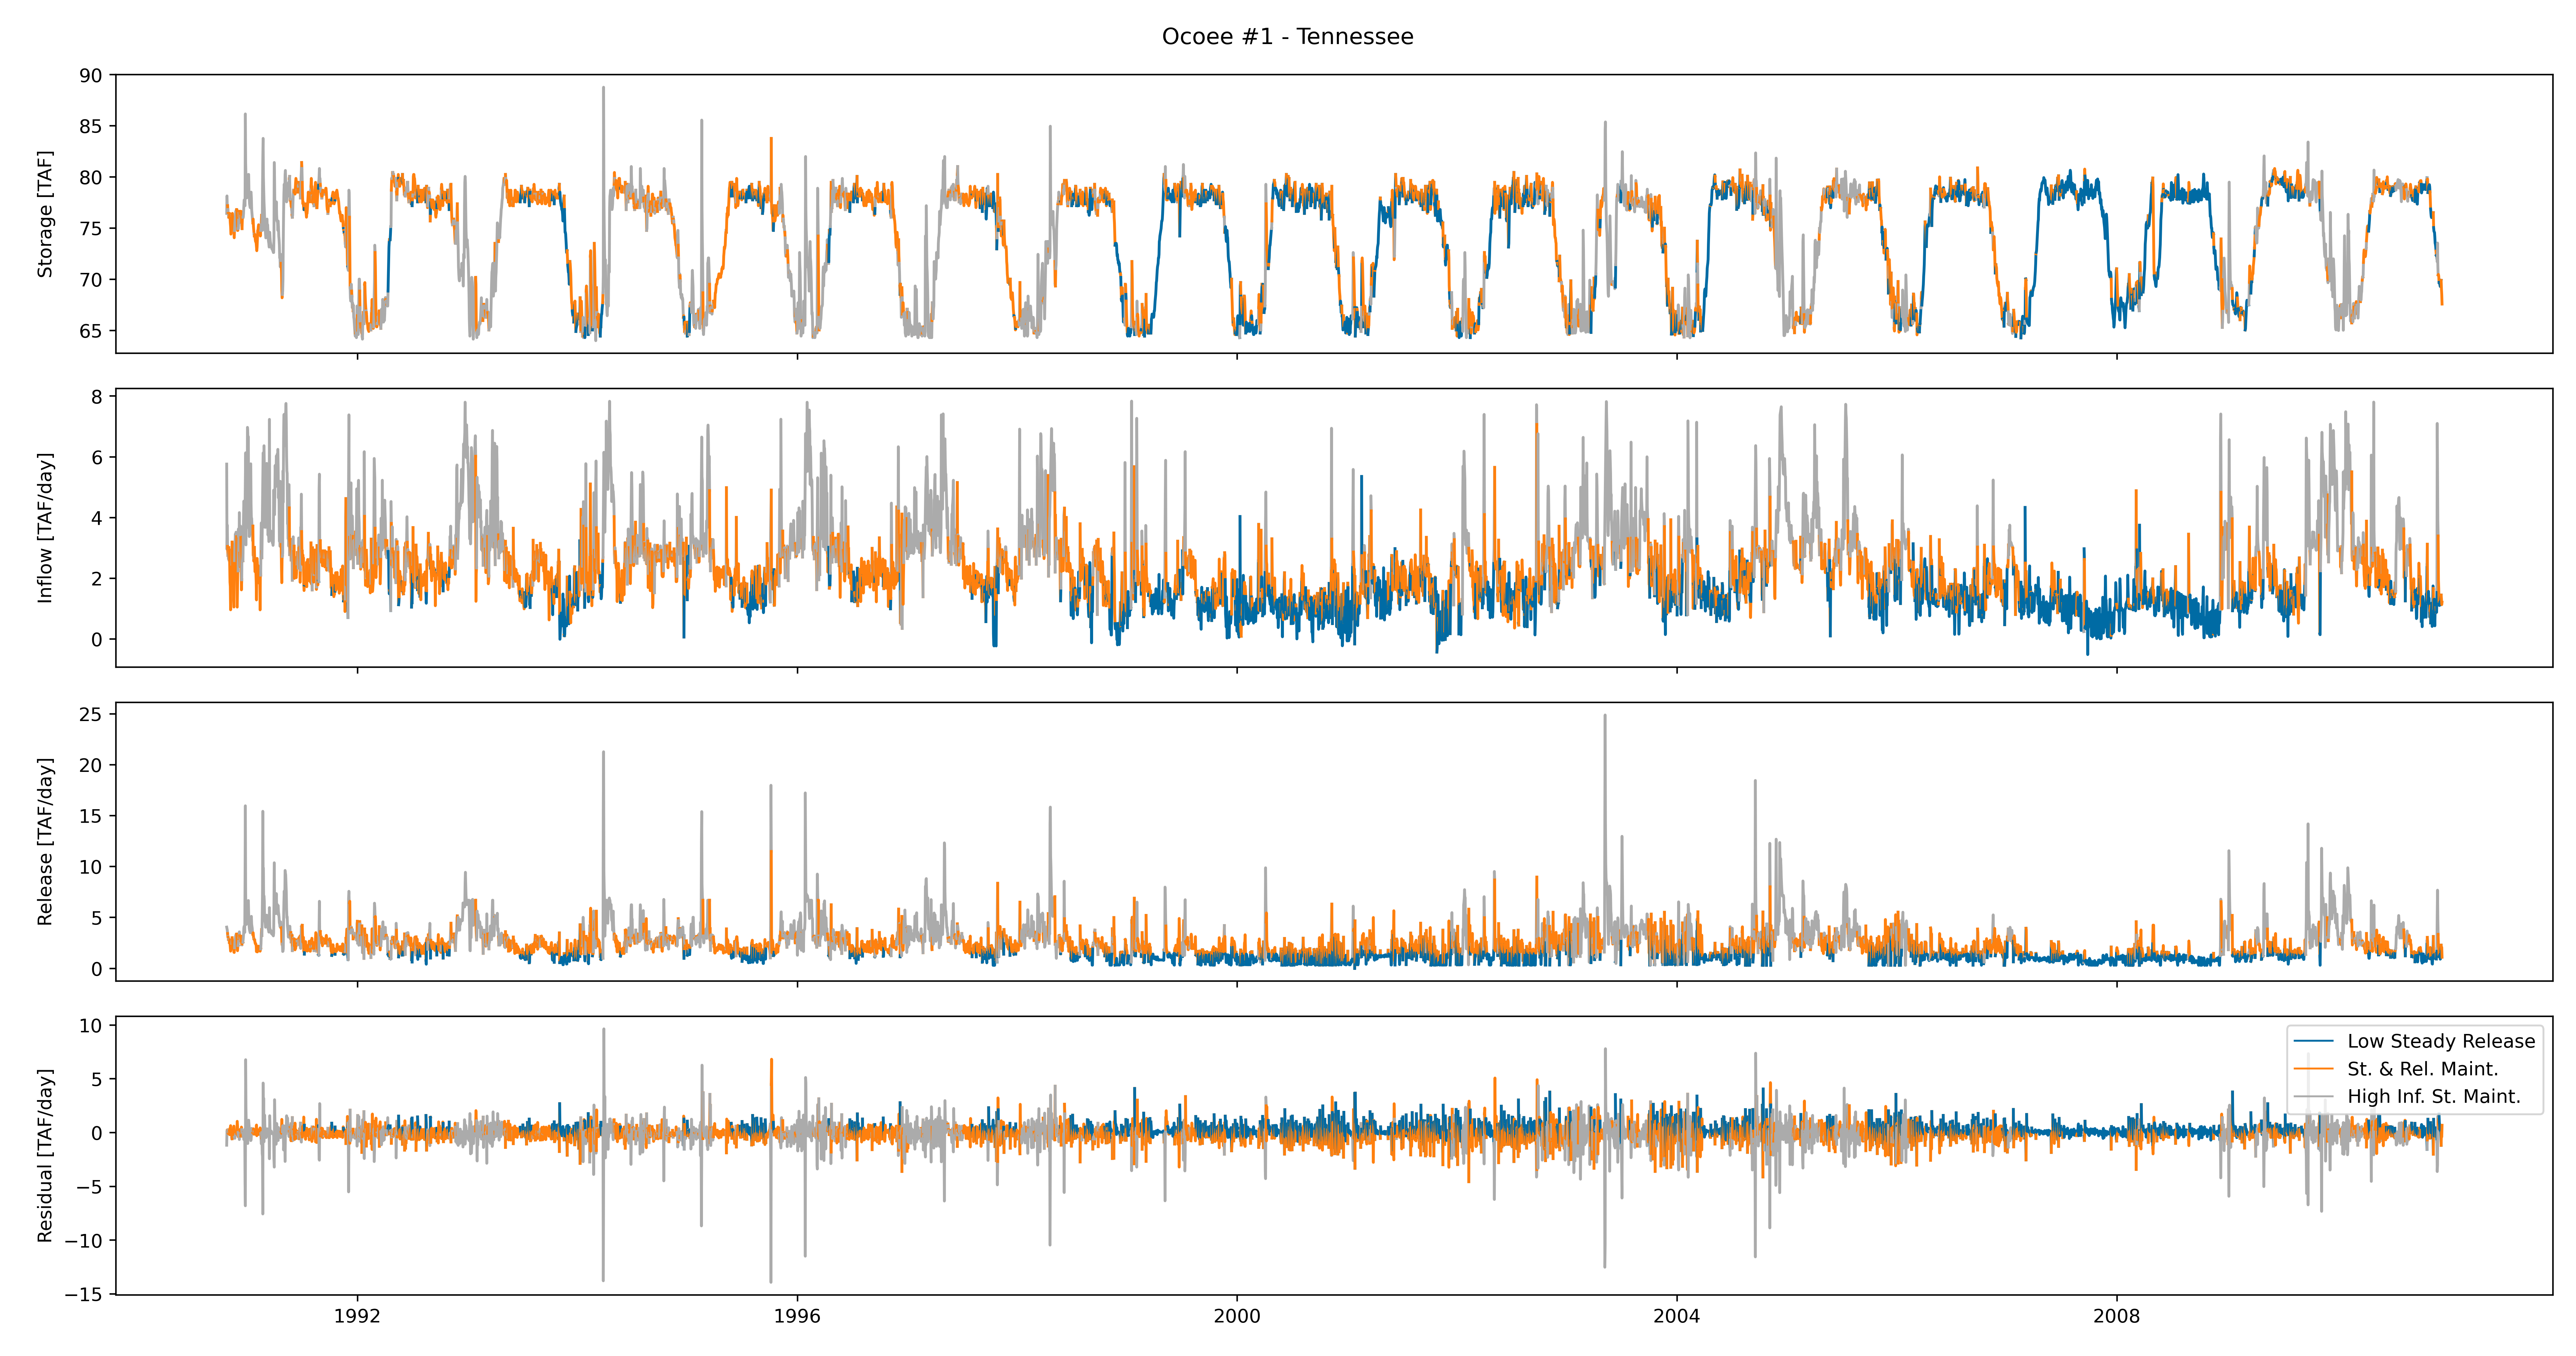 Ocoee #1 - Tennessee
90
85
80
75
70
65
Storage [TAF]
8
6
4
2
0
Inflow [TAF/day]
25
20
15
10
5
0
Release [TAF/day]
10
5
0
−5
−10
−15
Residual [TAF/day]
Low Steady Release
St. & Rel. Maint.
High Inf. St. Maint.
1992 1996 2000 2004 2008